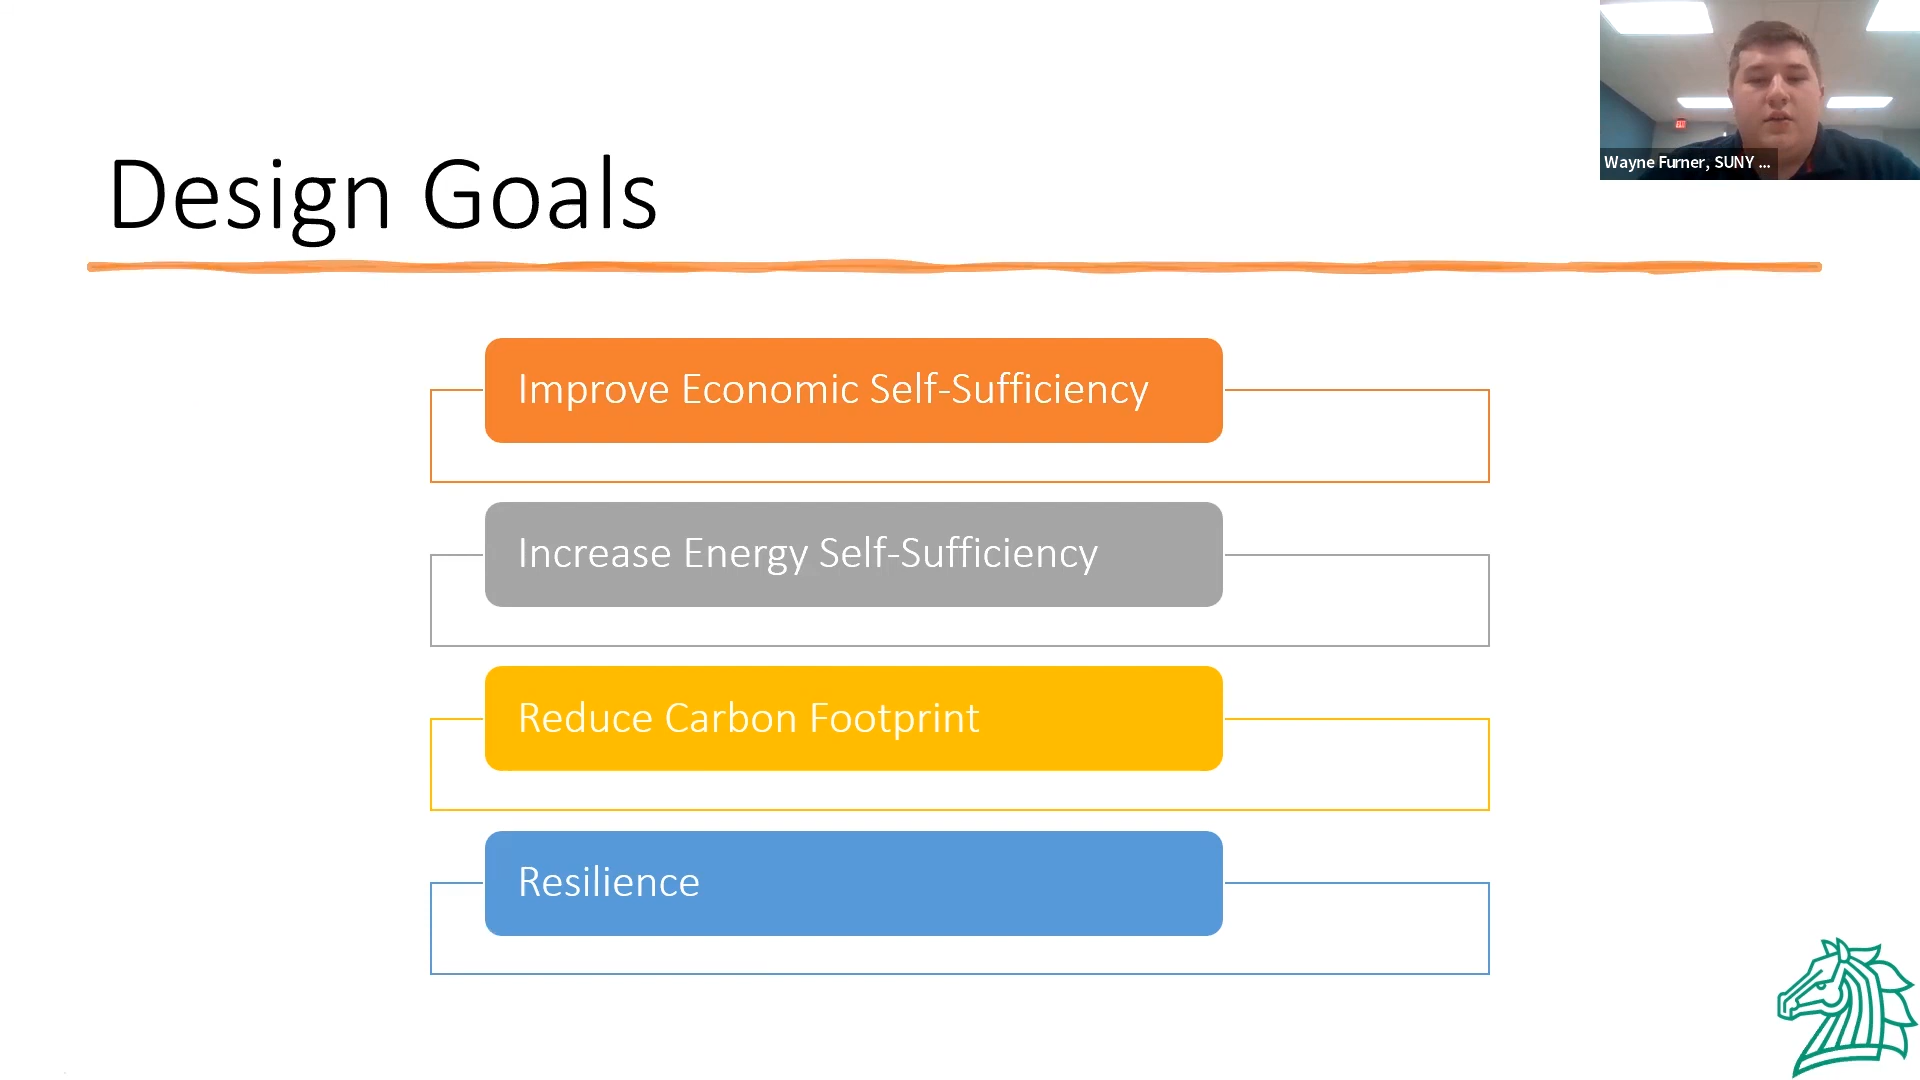 Wayne Furner, SUNY ...
Design Goals
Improve Economic Self-Sufficiency
Increase Energy Self-Sufficiency
Reduce Carbon Footprint
Resilience